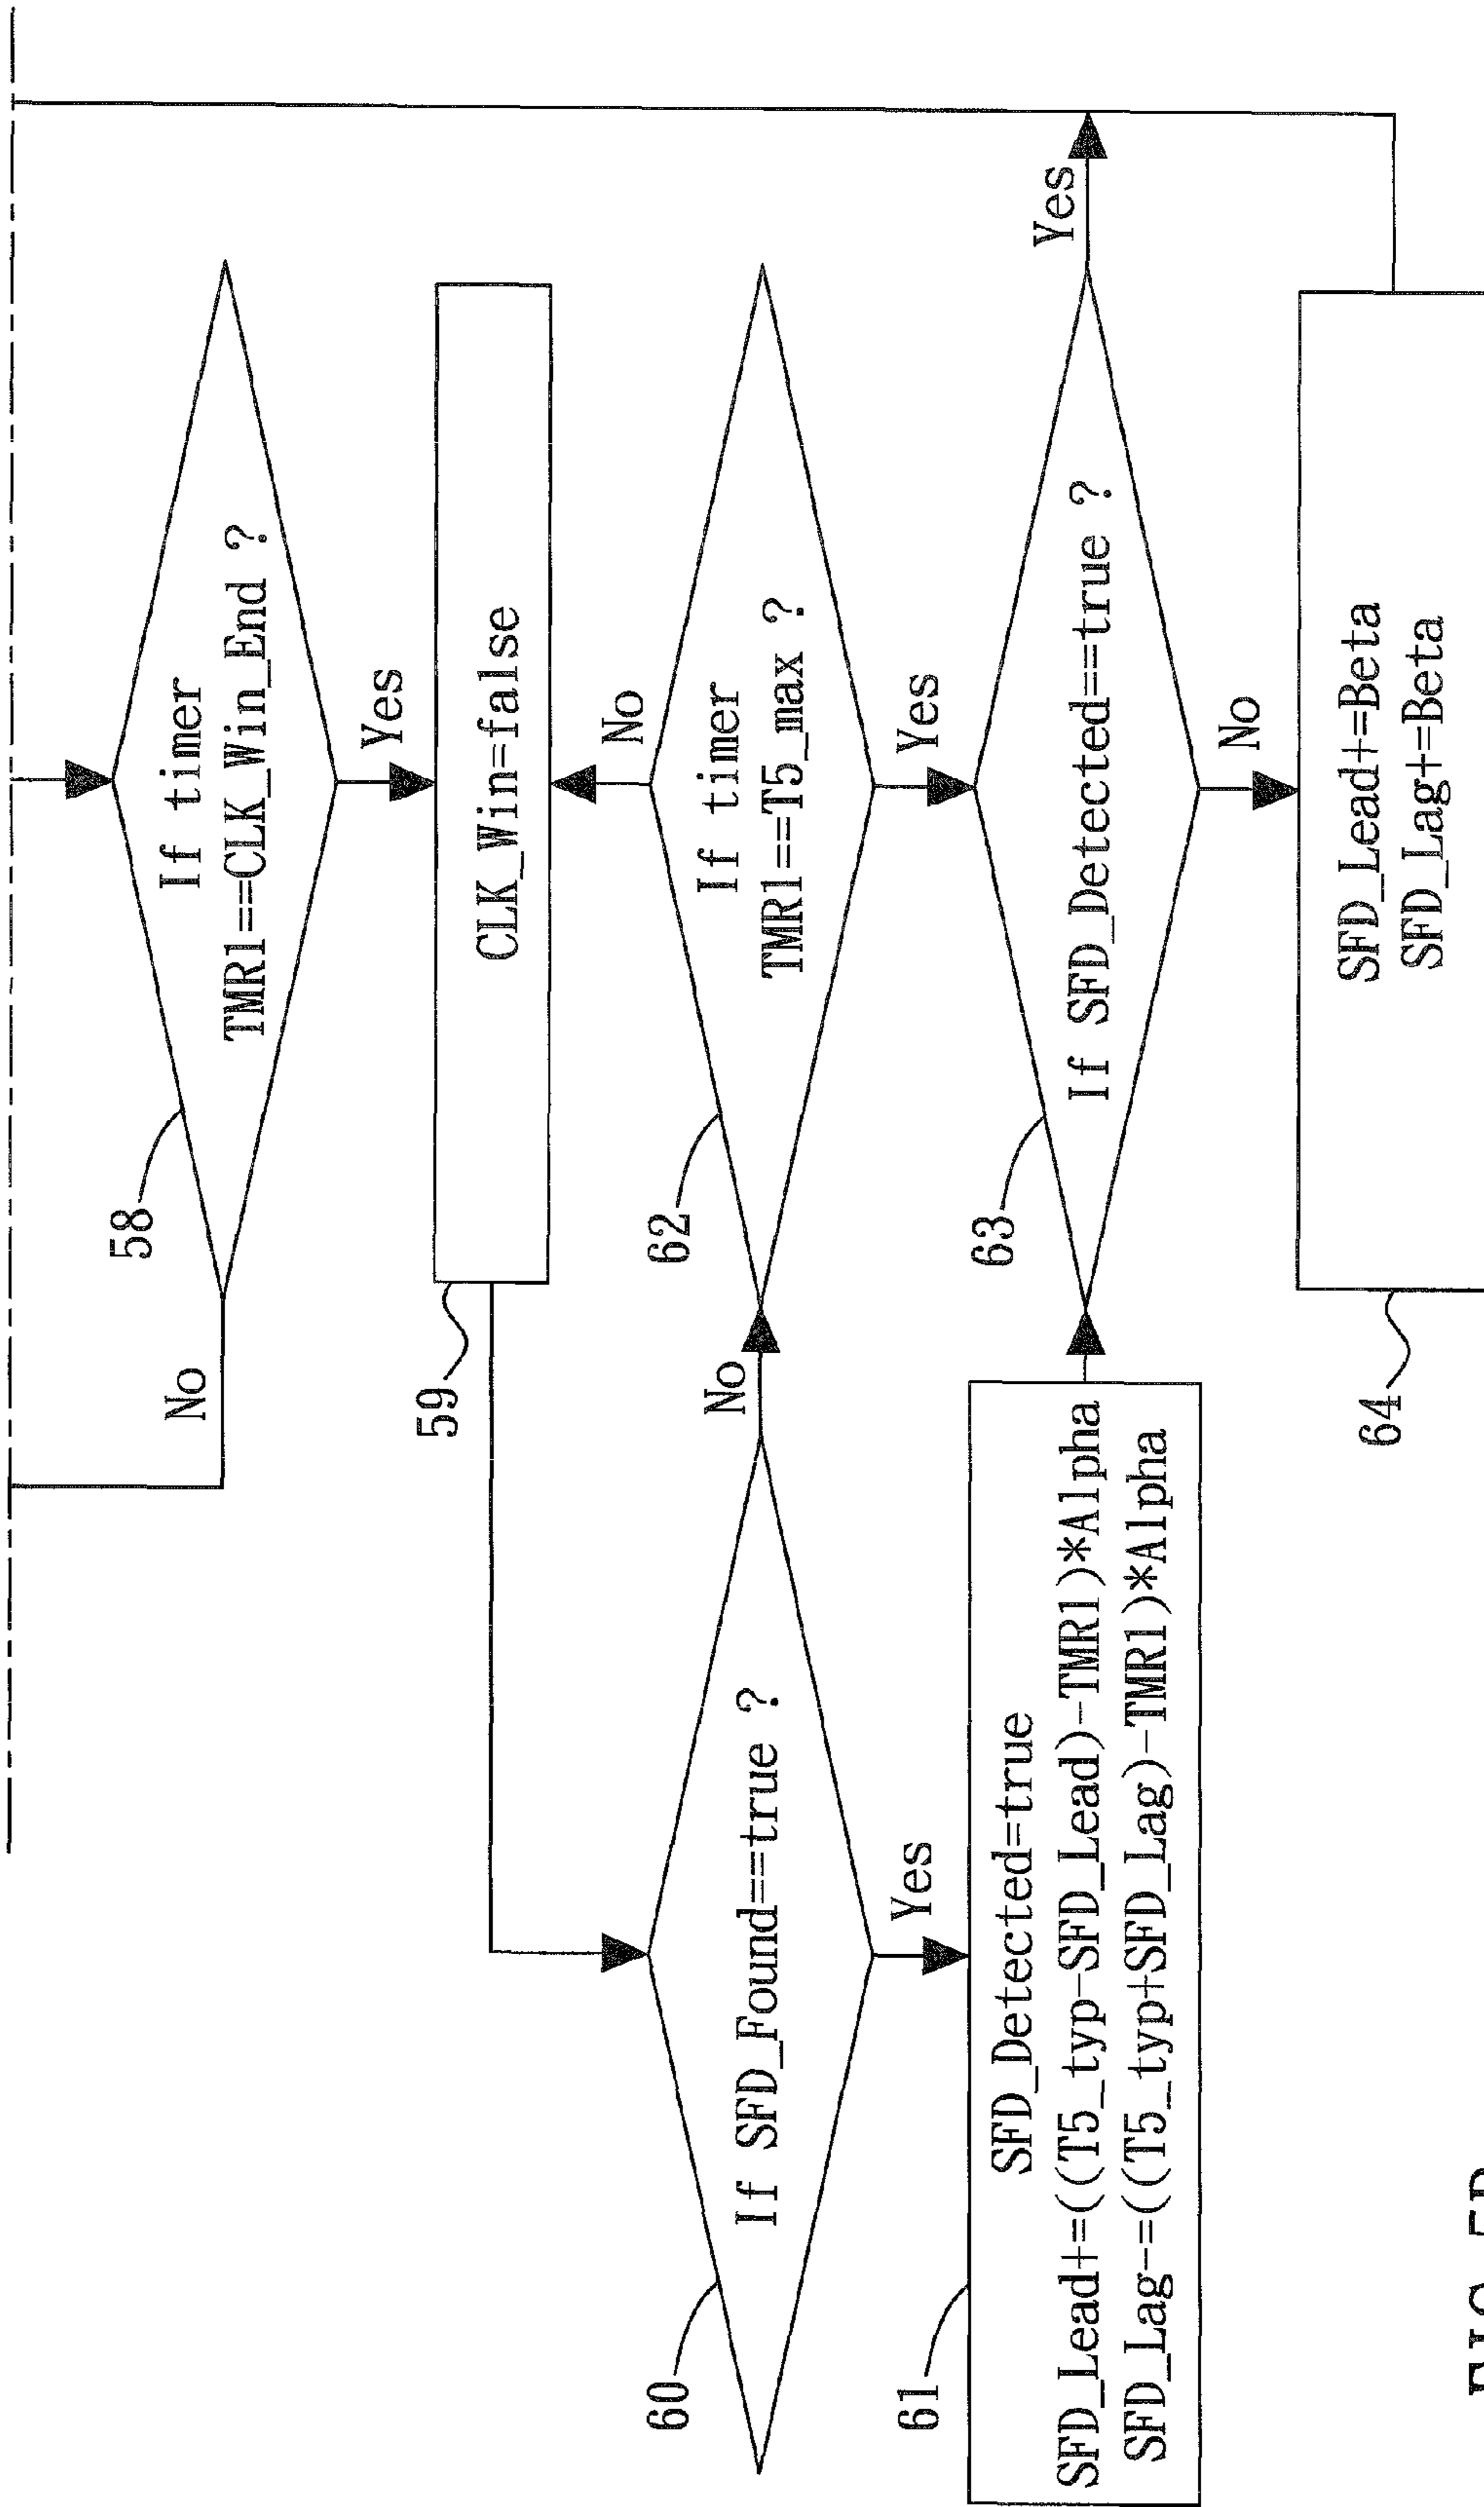 58
If timer
TMR1==CLK_Win_End ?
No
Yes
59
CLK_Win=false
60
If SFD_Found==true ?
No
Yes
62
If timer
TMR1==T5_max ?
No
Yes
61
SFD_Detected=true
SFD_Lead+=((T5_typ-SFD_Lead)-TMR1)*Alpha
SFD_Lag-=((T5_typ+SFD_Lag)-TMR1)*Alpha
63
If SFD_Detected==true ?
Yes
No
64
SFD_Lead+=Beta
SFD_Lag+=Beta